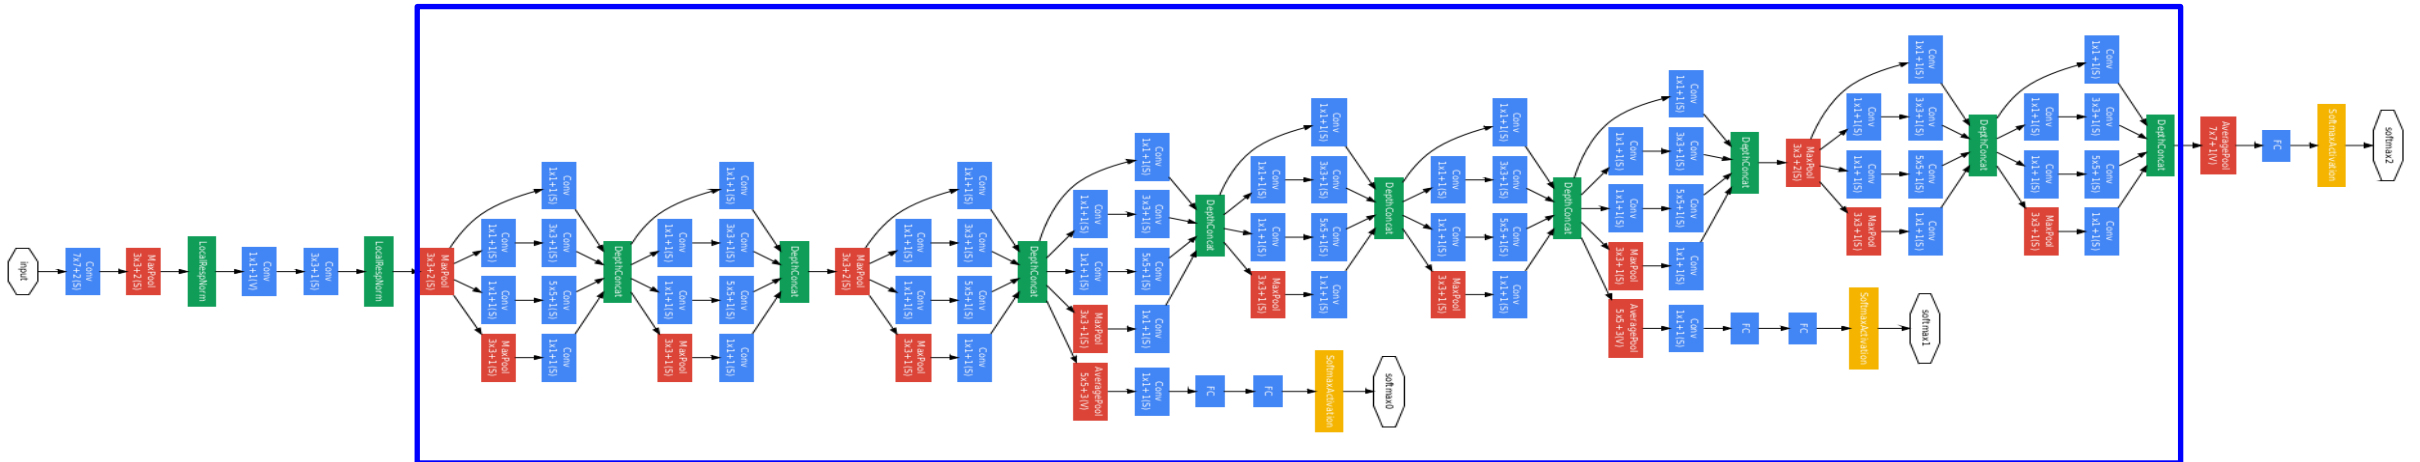 input
Conv
7x7+2(S)
MaxPool
3x3+2(S)
LocalRespNorm
Conv
1x1+1(V)
Conv
3x3+1(S)
LocalRespNorm
MaxPool
3x3+2(S)
Conv
1x1+1(S)
Conv
1x1+1(S)
MaxPool
3x3+1(S)
Conv
1x1+1(S)
Conv
3x3+1(S)
Conv
5x5+1(S)
Conv
1x1+1(S)
DepthConcat
Conv
1x1+1(S)
Conv
1x1+1(S)
MaxPool
3x3+1(S)
Conv
1x1+1(S)
Conv
3x3+1(S)
Conv
5x5+1(S)
Conv
1x1+1(S)
DepthConcat
MaxPool
3x3+2(S)
Conv
1x1+1(S)
Conv
1x1+1(S)
MaxPool
3x3+1(S)
Conv
1x1+1(S)
Conv
3x3+1(S)
Conv
5x5+1(S)
Conv
1x1+1(S)
DepthConcat
Conv
1x1+1(S)
Conv
1x1+1(S)
MaxPool
3x3+1(S)
AveragePool
5x5+3(V)
Conv
1x1+1(S)
Conv
3x3+1(S)
Conv
5x5+1(S)
Conv
1x1+1(S)
Conv
1x1+1(S)
DepthConcat
FC
FC
SoftmaxActivation
softmax0
Conv
1x1+1(S)
Conv
1x1+1(S)
MaxPool
3x3+1(S)
Conv
1x1+1(S)
Conv
3x3+1(S)
Conv
5x5+1(S)
Conv
1x1+1(S)
DepthConcat
Conv
1x1+1(S)
Conv
1x1+1(S)
MaxPool
3x3+1(S)
Conv
1x1+1(S)
Conv
3x3+1(S)
Conv
5x5+1(S)
Conv
1x1+1(S)
DepthConcat
Conv
1x1+1(S)
Conv
1x1+1(S)
MaxPool
3x3+1(S)
AveragePool
5x5+3(V)
Conv
1x1+1(S)
Conv
3x3+1(S)
Conv
5x5+1(S)
Conv
1x1+1(S)
Conv
1x1+1(S)
DepthConcat
FC
FC
SoftmaxActivation
softmax1
MaxPool
3x3+2(S)
Conv
1x1+1(S)
Conv
1x1+1(S)
MaxPool
3x3+1(S)
Conv
1x1+1(S)
Conv
3x3+1(S)
Conv
5x5+1(S)
Conv
1x1+1(S)
DepthConcat
Conv
1x1+1(S)
Conv
1x1+1(S)
MaxPool
3x3+1(S)
Conv
1x1+1(S)
Conv
3x3+1(S)
Conv
5x5+1(S)
Conv
1x1+1(S)
DepthConcat
AveragePool
7x7+1(V)
FC
SoftmaxActivation
softmax2